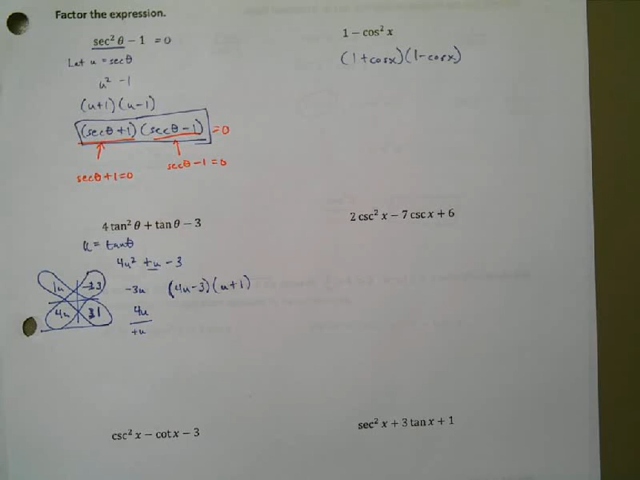 Factor the expression.
sec² θ − 1 = 0
Let u = secθ
u² − 1
(u+1)(u−1)
(secθ+1)(secθ−1) = 0
secθ+1=0
secθ−1=0
1 − cos² x
(1+cosx)(1−cosx)
4 tan² θ + tan θ − 3
u = tanθ
4u² + u − 3
1u
4u
−3u
4u
+u
(4u−3)(u+1)
2 csc² x − 7 csc x + 6
csc² x − cot x − 3
sec² x + 3 tan x + 1